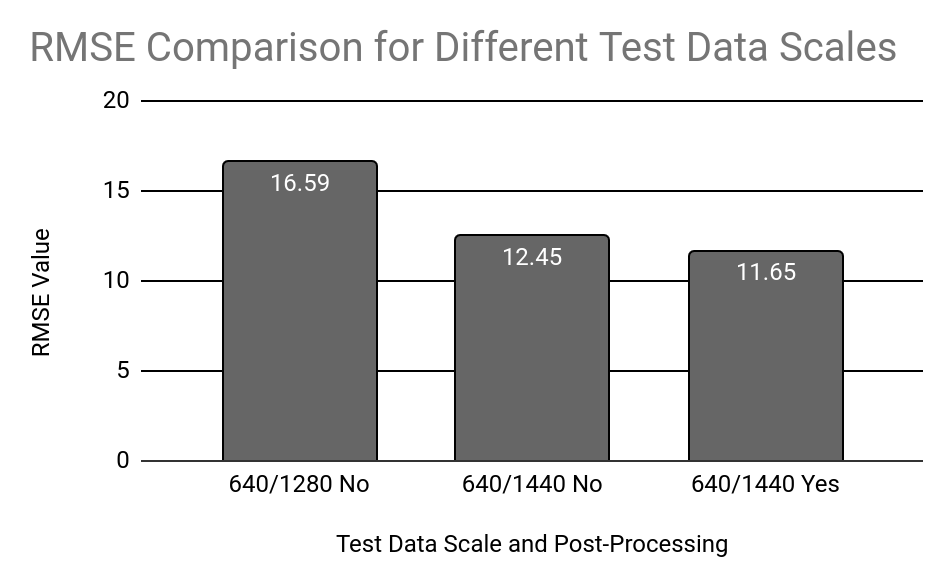 RMSE Comparison for Different Test Data Scales
20
15
10
5
0
RMSE Value
16.59
12.45
11.65
640/1280 No
640/1440 No
640/1440 Yes
Test Data Scale and Post-Processing